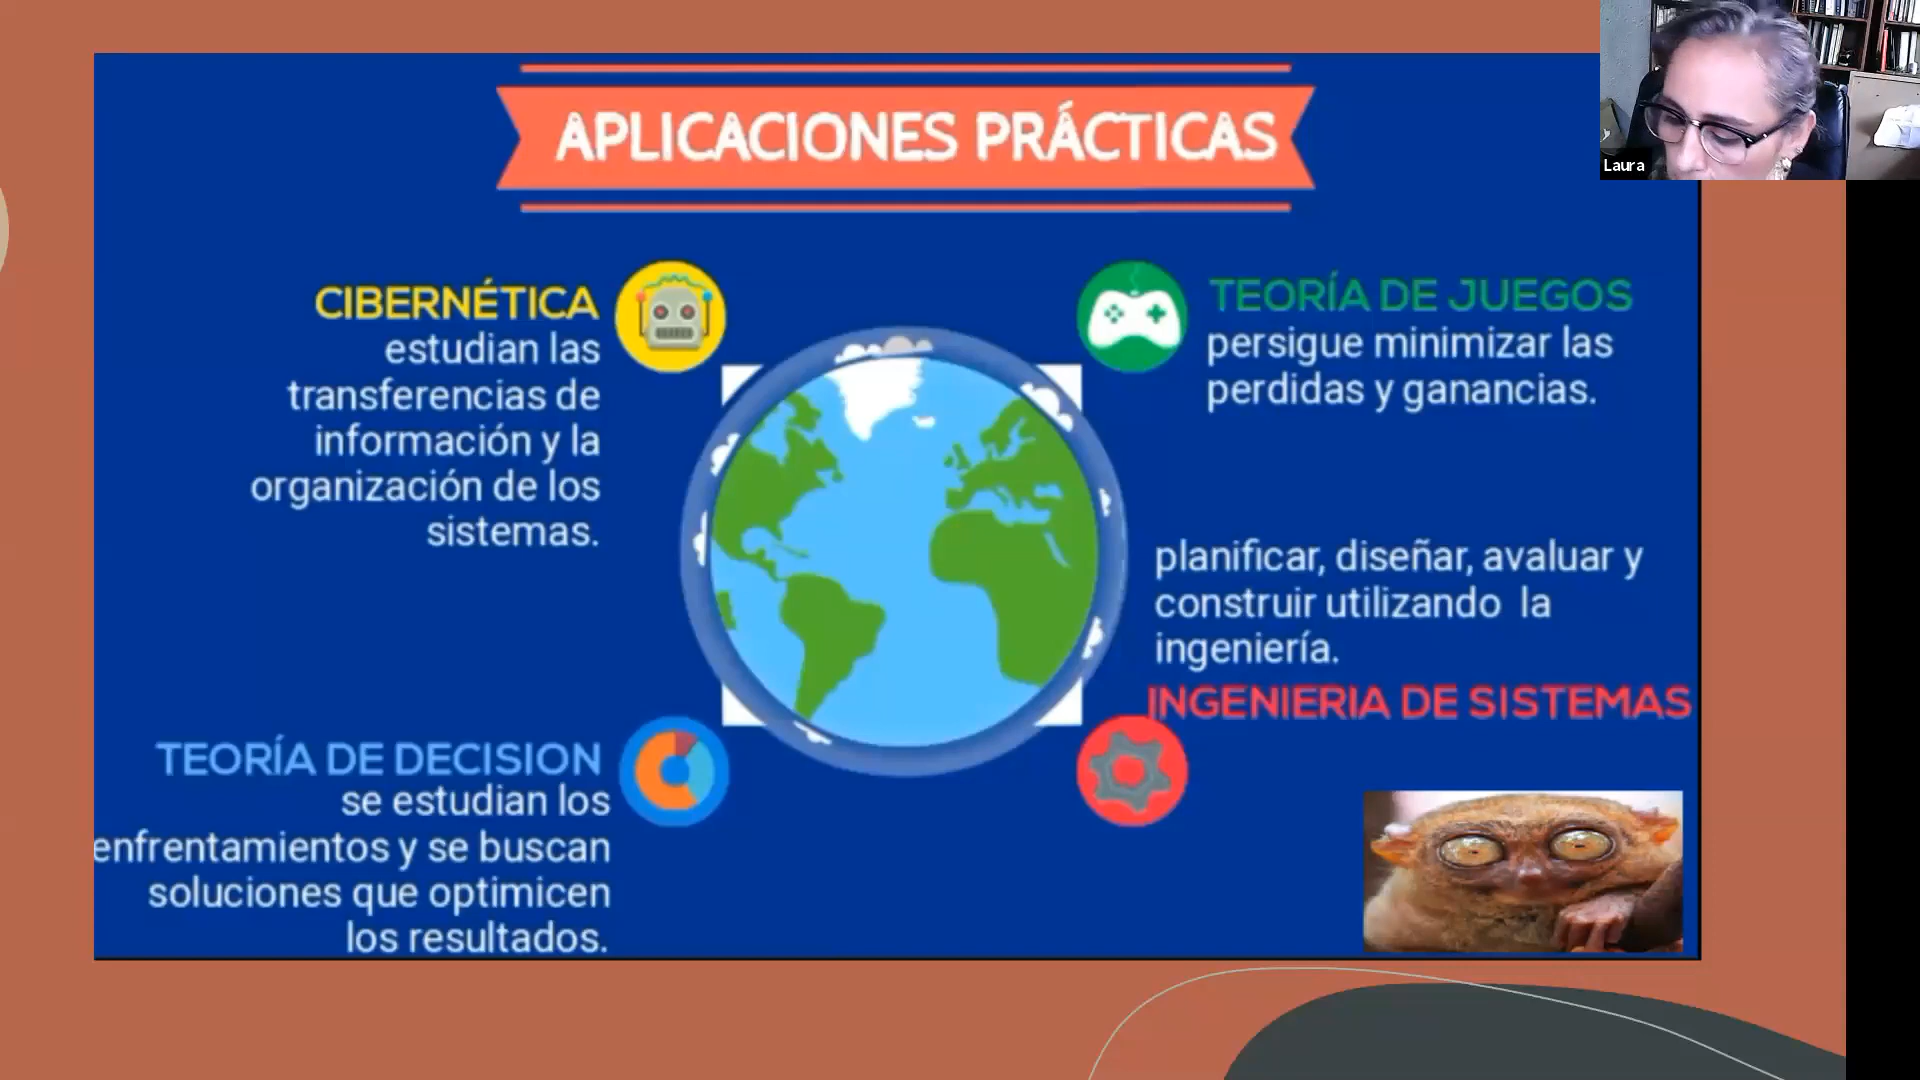 APLICACIONES PRÁCTICAS
Laura
CIBERNÉTICA
estudian las
transferencias de
información y la
organización de los
sistemas.
TEORÍA DE JUEGOS
persigue minimizar las
perdidas y ganancias.
planificar, diseñar, avaluar y
construir utilizando la
ingeniería.
INGENIERIA DE SISTEMAS
TEORÍA DE DECISION
se estudian los
enfrentamientos y se buscan
soluciones que optimicen
los resultados.